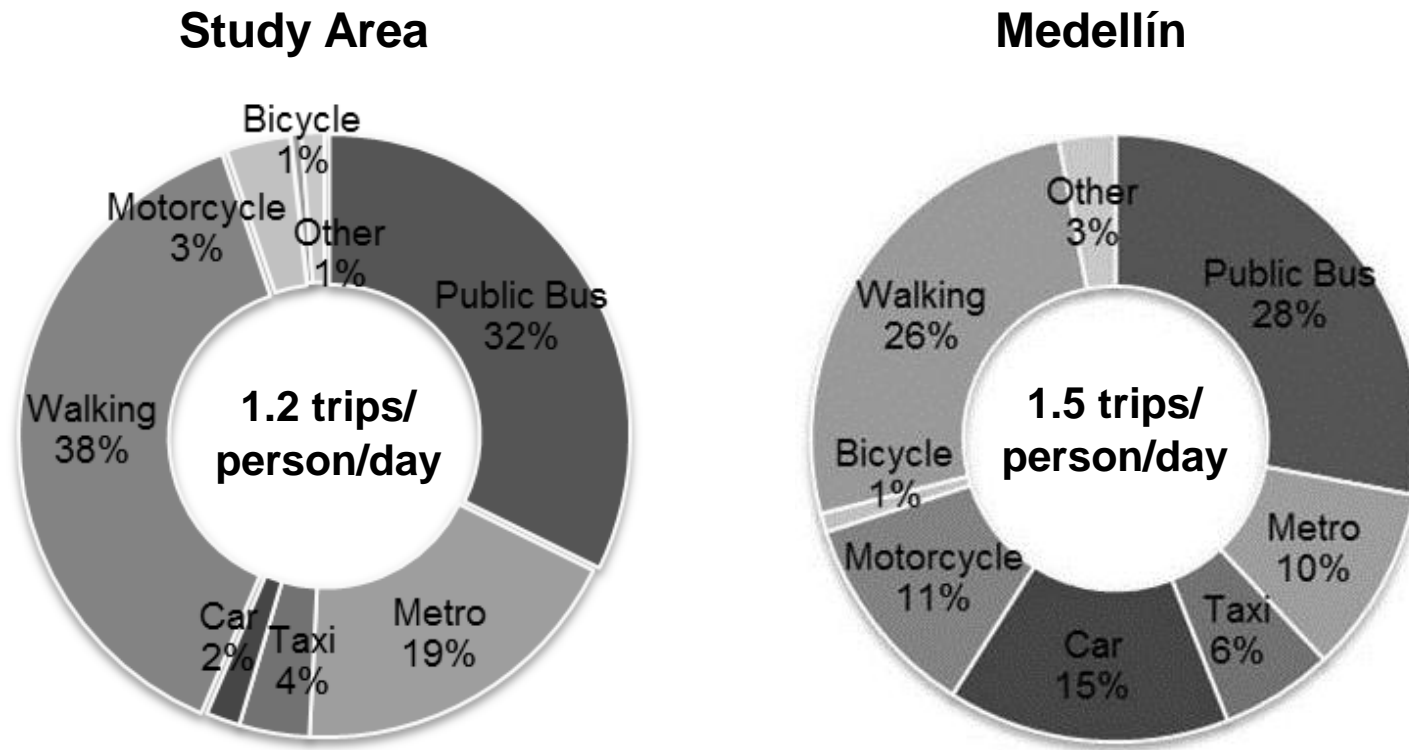 Study Area
Bicycle
1%
Motorcycle
3%
Other
1%
Public Bus
32%
Walking
38%
1.2 trips/
person/day
Car
2%
Taxi
4%
Metro
19%
Medellín
Other
3%
Public Bus
28%
Walking
26%
1.5 trips/
person/day
Bicycle
1%
Metro
10%
Motorcycle
11%
Taxi
6%
Car
15%